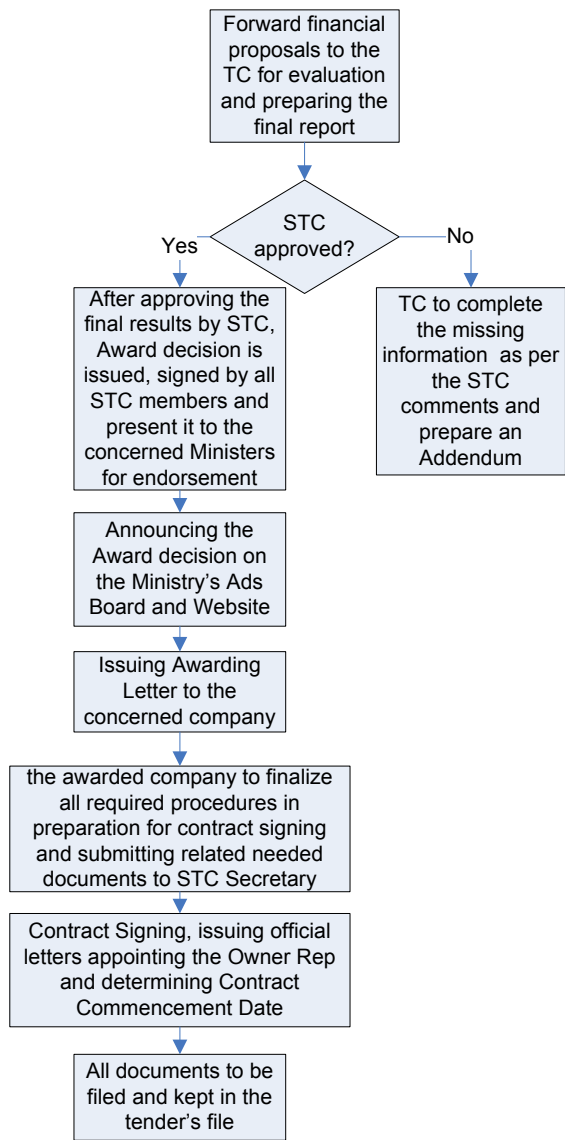 Forward financial
proposals to the
TC for evaluation
and preparing the
final report
STC
approved?
Yes
No
After approving the
final results by STC,
Award decision is
issued, signed by all
STC members and
present it to the
concerned Ministers
for endorsement
TC to complete
the missing
information as per
the STC
comments and
prepare an
Addendum
Announcing the
Award decision on
the Ministry’s Ads
Board and Website
Issuing Awarding
Letter to the
concerned company
the awarded company to finalize
all required procedures in
preparation for contract signing
and submitting related needed
documents to STC Secretary
Contract Signing, issuing official
letters appointing the Owner Rep
and determining Contract
Commencement Date
All documents to be
filed and kept in the
tender’s file